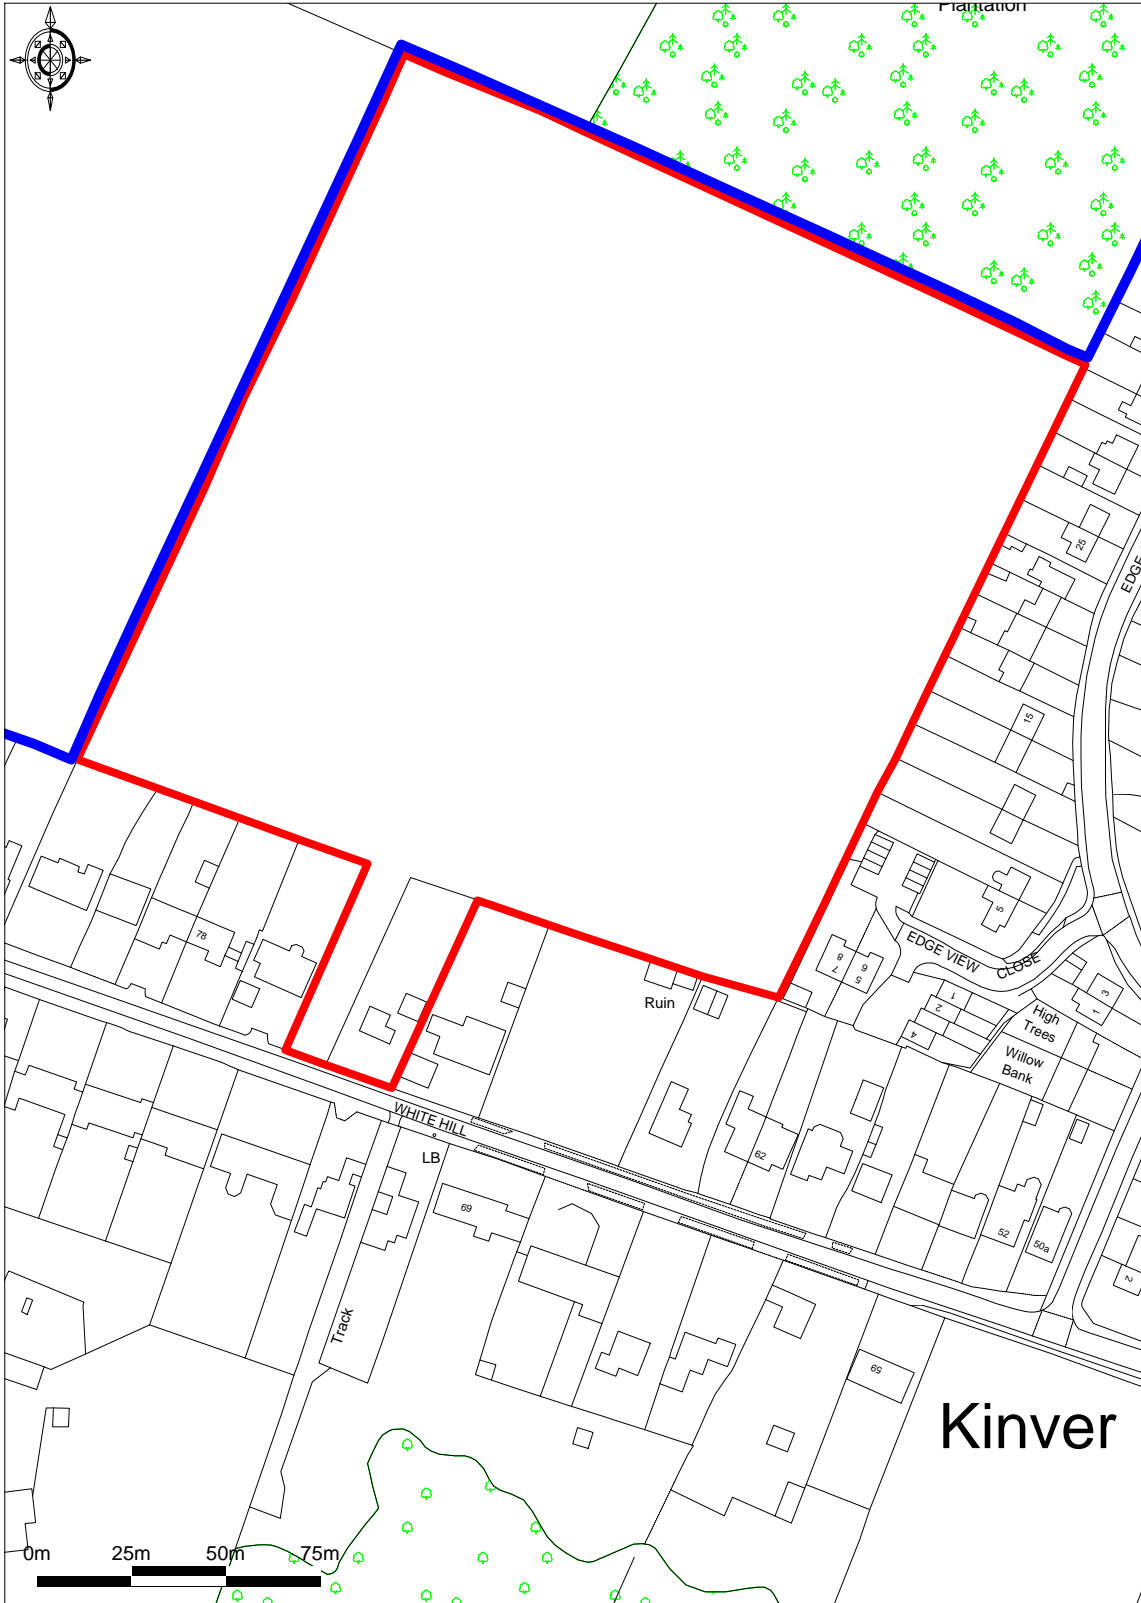 Plantation
25
EDGE
15
5
78
EDGE VIEW
CLOSE
8
7
6
5
1
2
4
3
1
High
Trees
Willow
Bank
Ruin
WHITE HILL
LB
62
69
52
50a
2
Track
59
Kinver
0m
25m
50m
75m